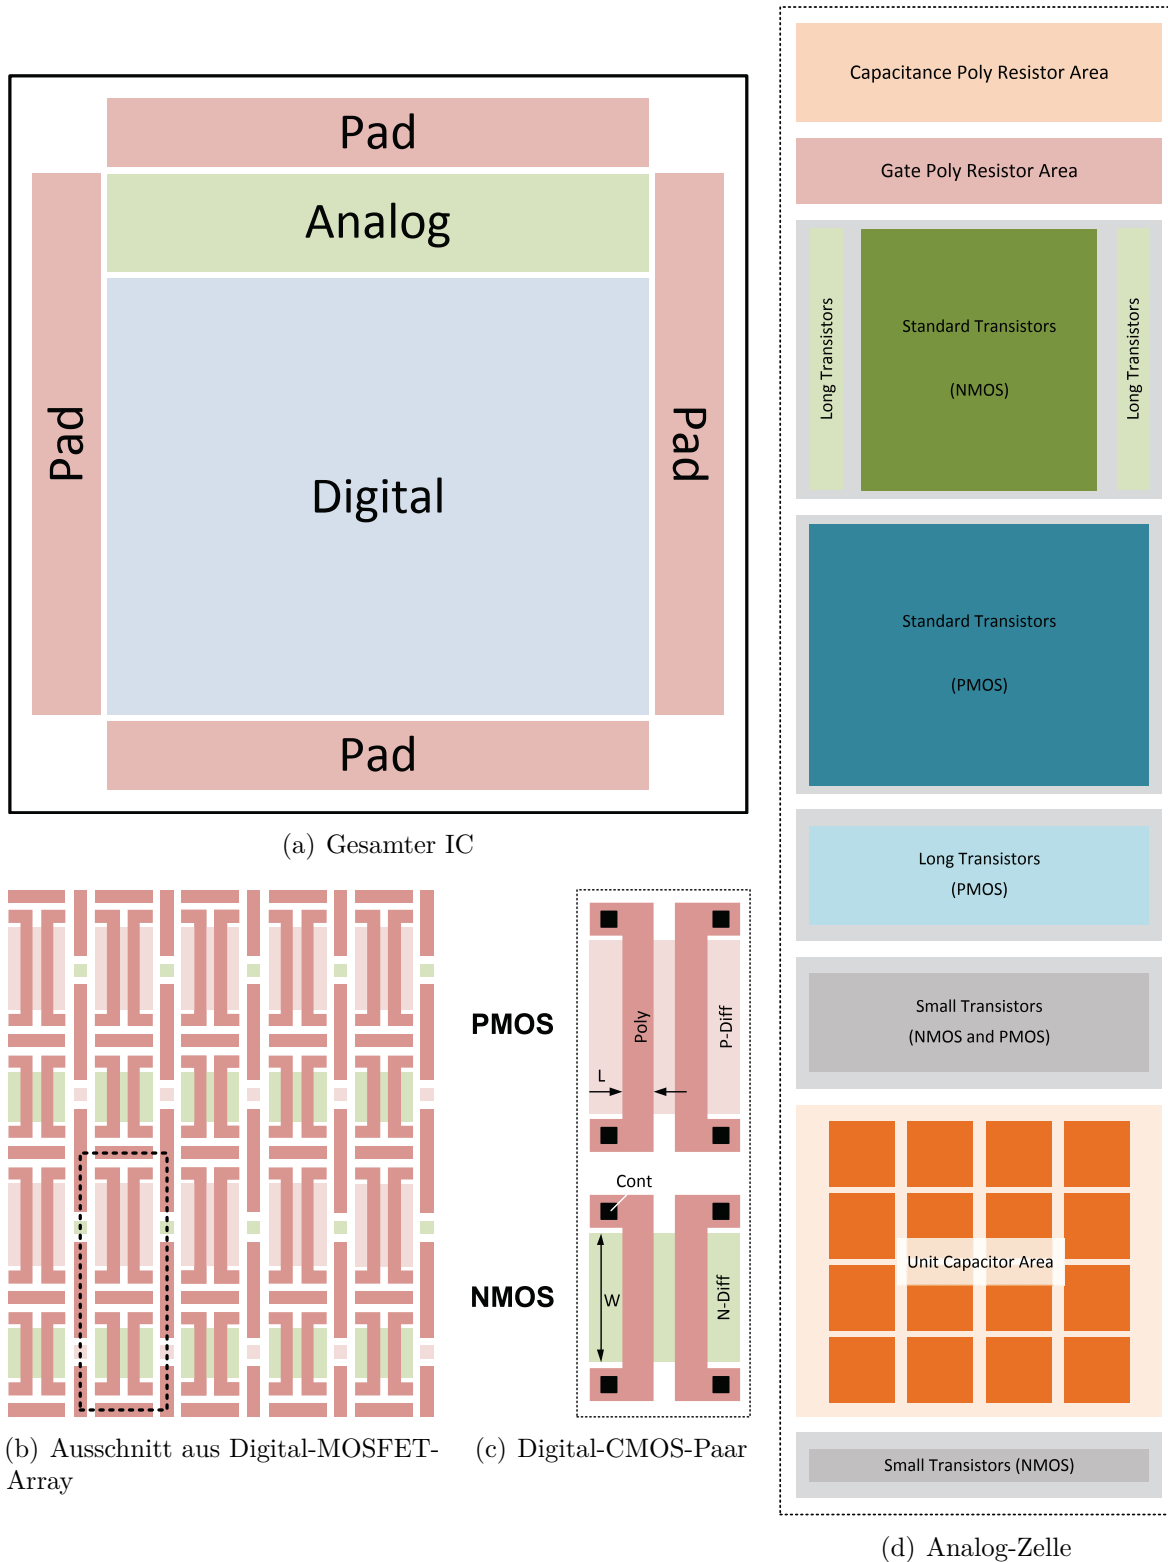 Pad
Analog
Pad
Pad
Digital
Pad
(a) Gesamter IC
PMOS
Poly
P-Diff
L
Cont
NMOS
W
N-Diff
(b) Ausschnitt aus Digital-MOSFET-
Array
(c) Digital-CMOS-Paar
Capacitance Poly Resistor Area
Gate Poly Resistor Area
Long Transistors
Standard Transistors
(NMOS)
Long Transistors
Standard Transistors
(PMOS)
Long Transistors
(PMOS)
Small Transistors
(NMOS and PMOS)
Unit Capacitor Area
Small Transistors (NMOS)
(d) Analog-Zelle